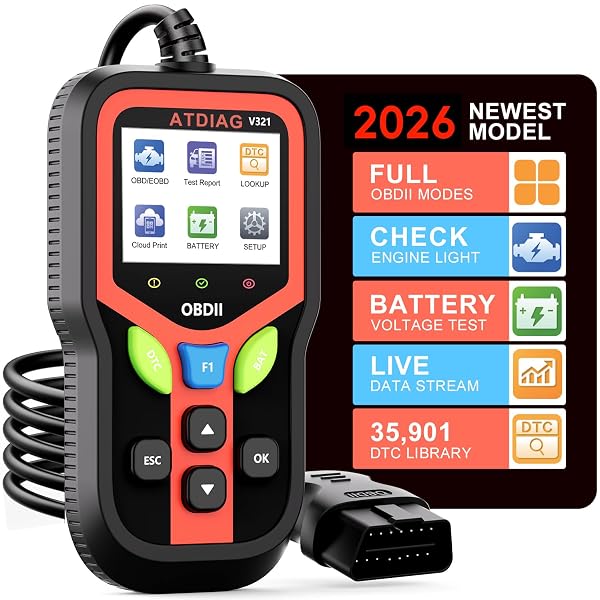 ATDIAG V321
OBD/EOBD
Test Report
DTC
LOOKUP
Cloud Print
BATTERY
SETUP
OBDII
DTC
F1
BAT
ESC
OK
OBDII
2026 NEWEST MODEL
FULL
OBDII MODES
CHECK
ENGINE LIGHT
BATTERY
VOLTAGE TEST
LIVE
DATA STREAM
35,901
DTC LIBRARY
DTC